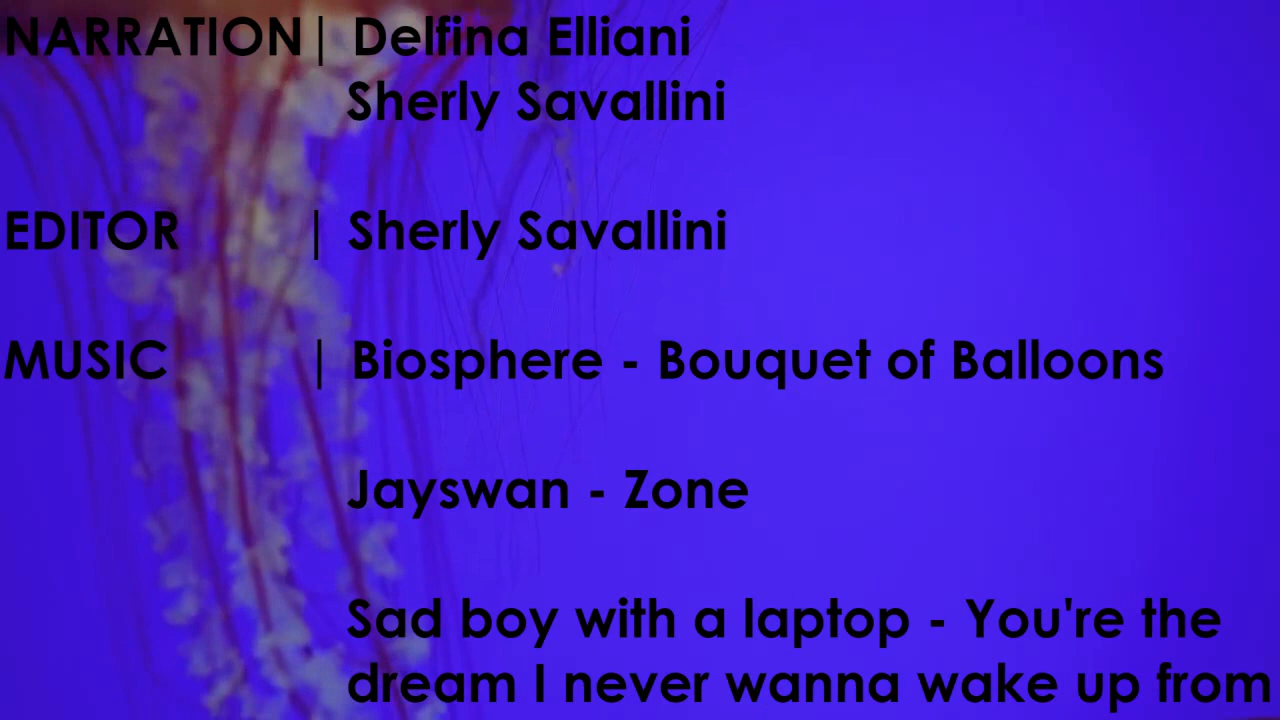 NARRATION| Delfina Elliani
Sherly Savallini
EDITOR | Sherly Savallini
MUSIC | Biosphere - Bouquet of Balloons
Jayswan - Zone
Sad boy with a laptop - You're the
dream I never wanna wake up from